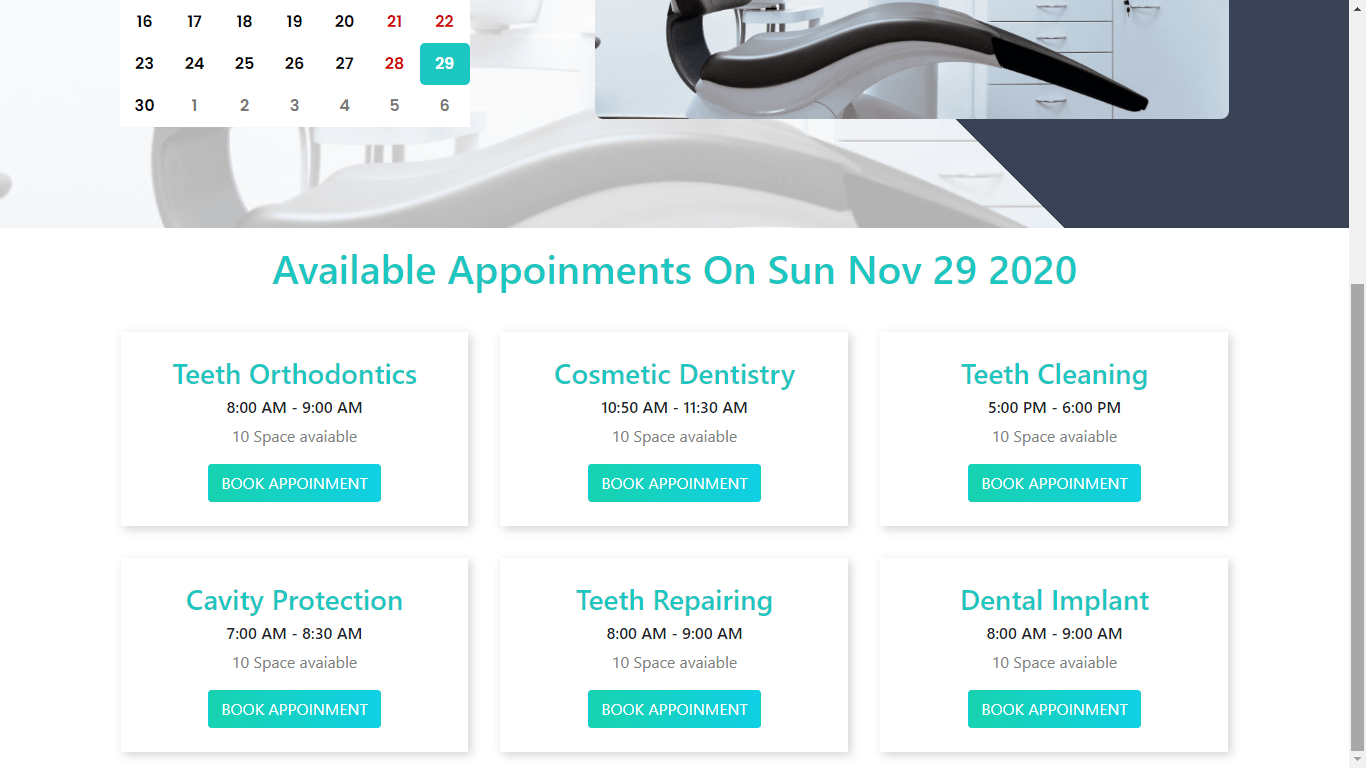 16 17 18 19 20 21 22
23 24 25 26 27 28 29
30 1 2 3 4 5 6
Available Appoinments On Sun Nov 29 2020
Teeth Orthodontics
8:00 AM - 9:00 AM
10 Space avaiable
BOOK APPOINMENT
Cosmetic Dentistry
10:50 AM - 11:30 AM
10 Space avaiable
BOOK APPOINMENT
Teeth Cleaning
5:00 PM - 6:00 PM
10 Space avaiable
BOOK APPOINMENT
Cavity Protection
7:00 AM - 8:30 AM
10 Space avaiable
BOOK APPOINMENT
Teeth Repairing
8:00 AM - 9:00 AM
10 Space avaiable
BOOK APPOINMENT
Dental Implant
8:00 AM - 9:00 AM
10 Space avaiable
BOOK APPOINMENT